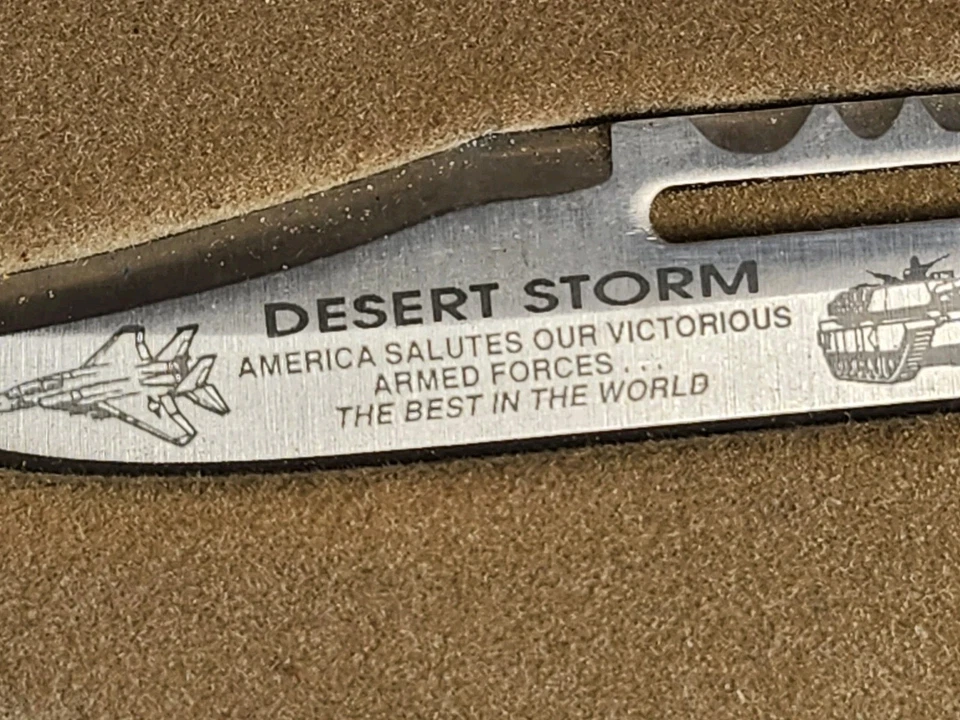 DESERT STORM
AMERICA SALUTES OUR VICTORIOUS
ARMED FORCES . . .
THE BEST IN THE WORLD